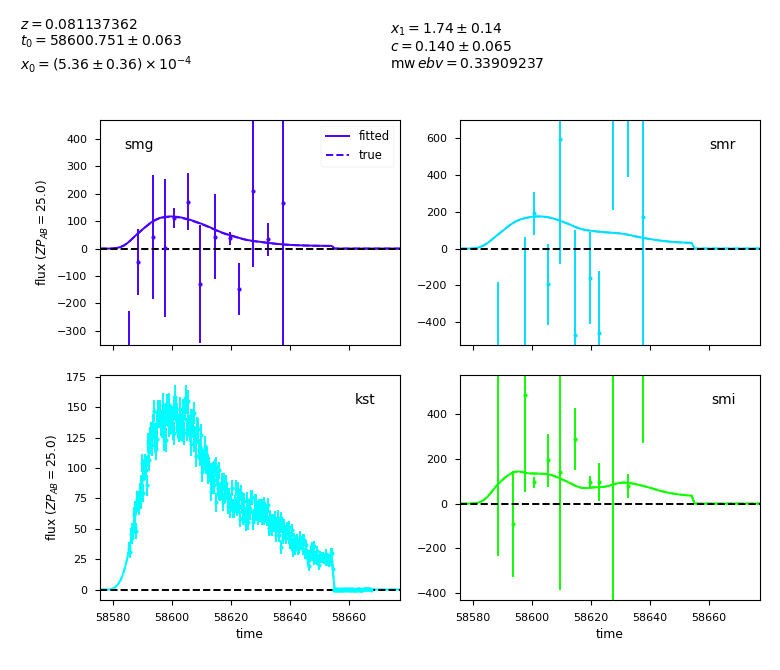 z = 0.081137362
t0 = 58600.751 ± 0.063
x0 = (5.36 ± 0.36) × 10^−4
x1 = 1.74 ± 0.14
c = 0.140 ± 0.065
mw ebv = 0.33909237
smg
fitted
true
400
300
200
100
0
−100
−200
−300
flux (ZP_AB = 25.0)
smr
600
400
200
0
−200
−400
kst
175
150
125
100
75
50
25
0
flux (ZP_AB = 25.0)
58580 58600 58620 58640 58660
time
smi
400
200
0
−200
−400
58580 58600 58620 58640 58660
time